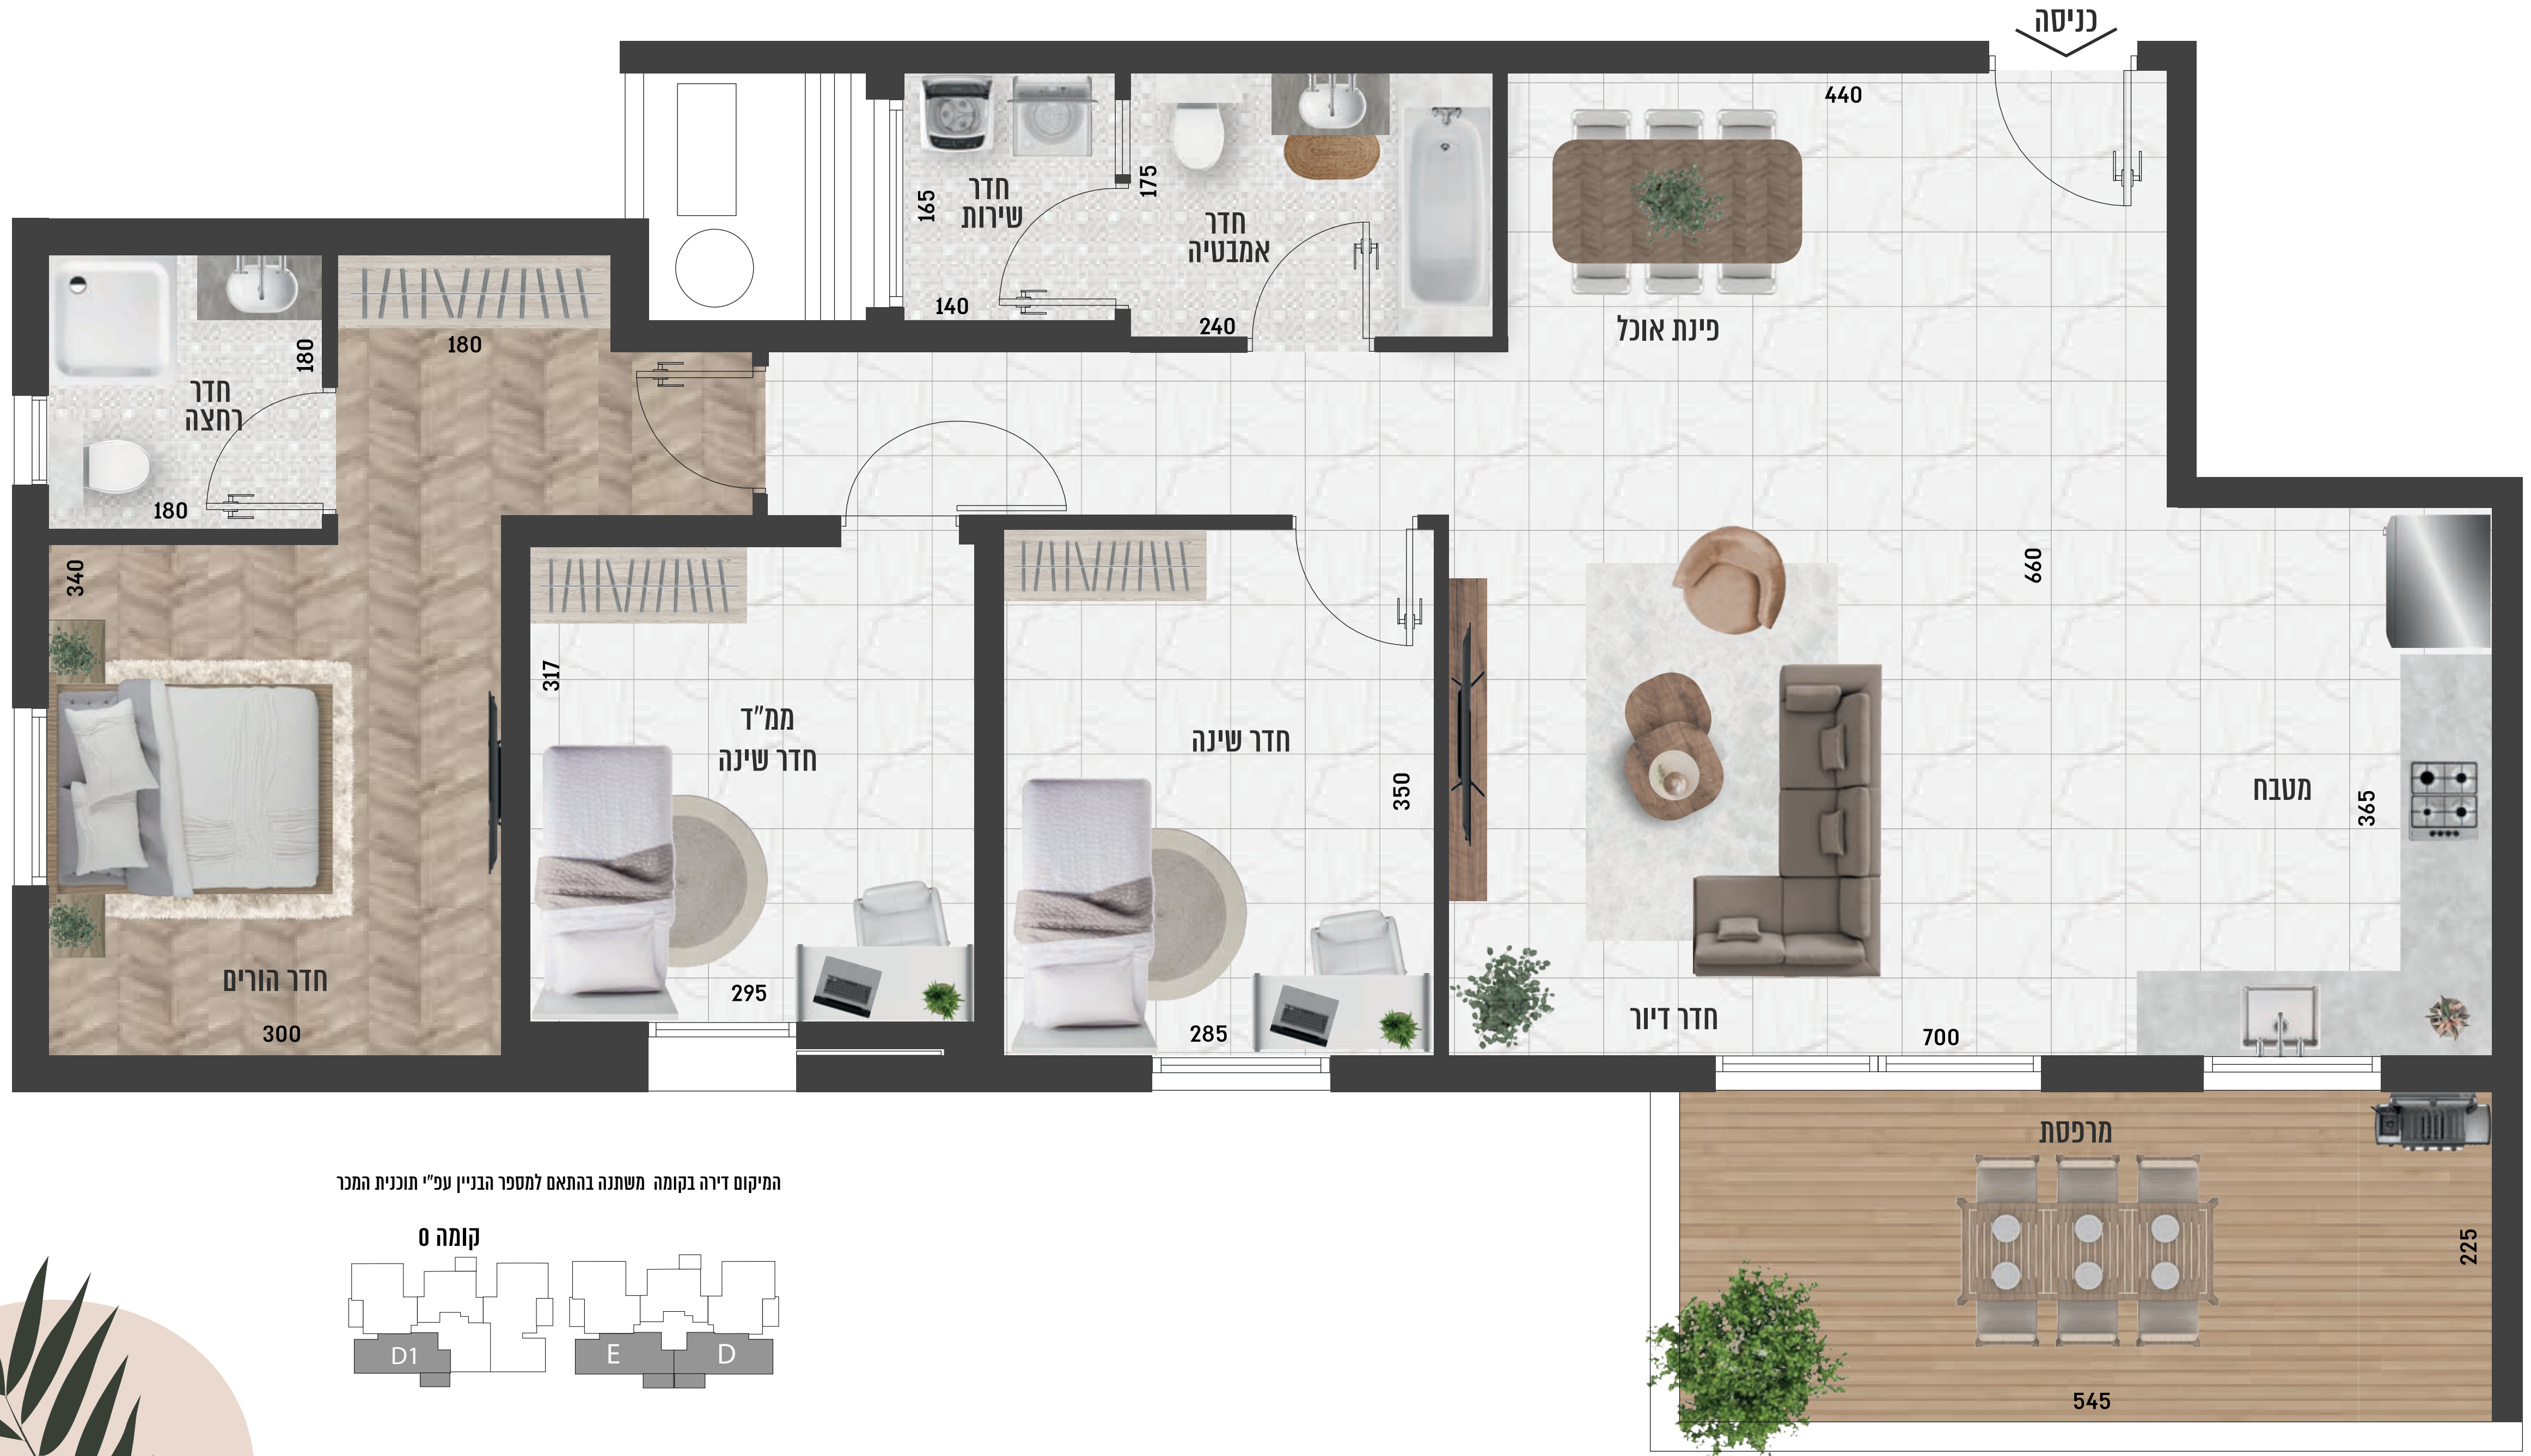 כניסה
440
חדר
שירות
165
140
חדר
אמבטיה
175
240
פינת אוכל
180
180
חדר
רחצה
180
340
חדר הורים
300
317
ממ"ד
חדר שינה
295
חדר שינה
350
285
660
מטבח
365
חדר דיור
700
מרפסת
225
545
המיקום דירה בקומה משתנה בהתאם למספר הבניין עפ"י תוכנית המכר
קומה 0
D1
E
D